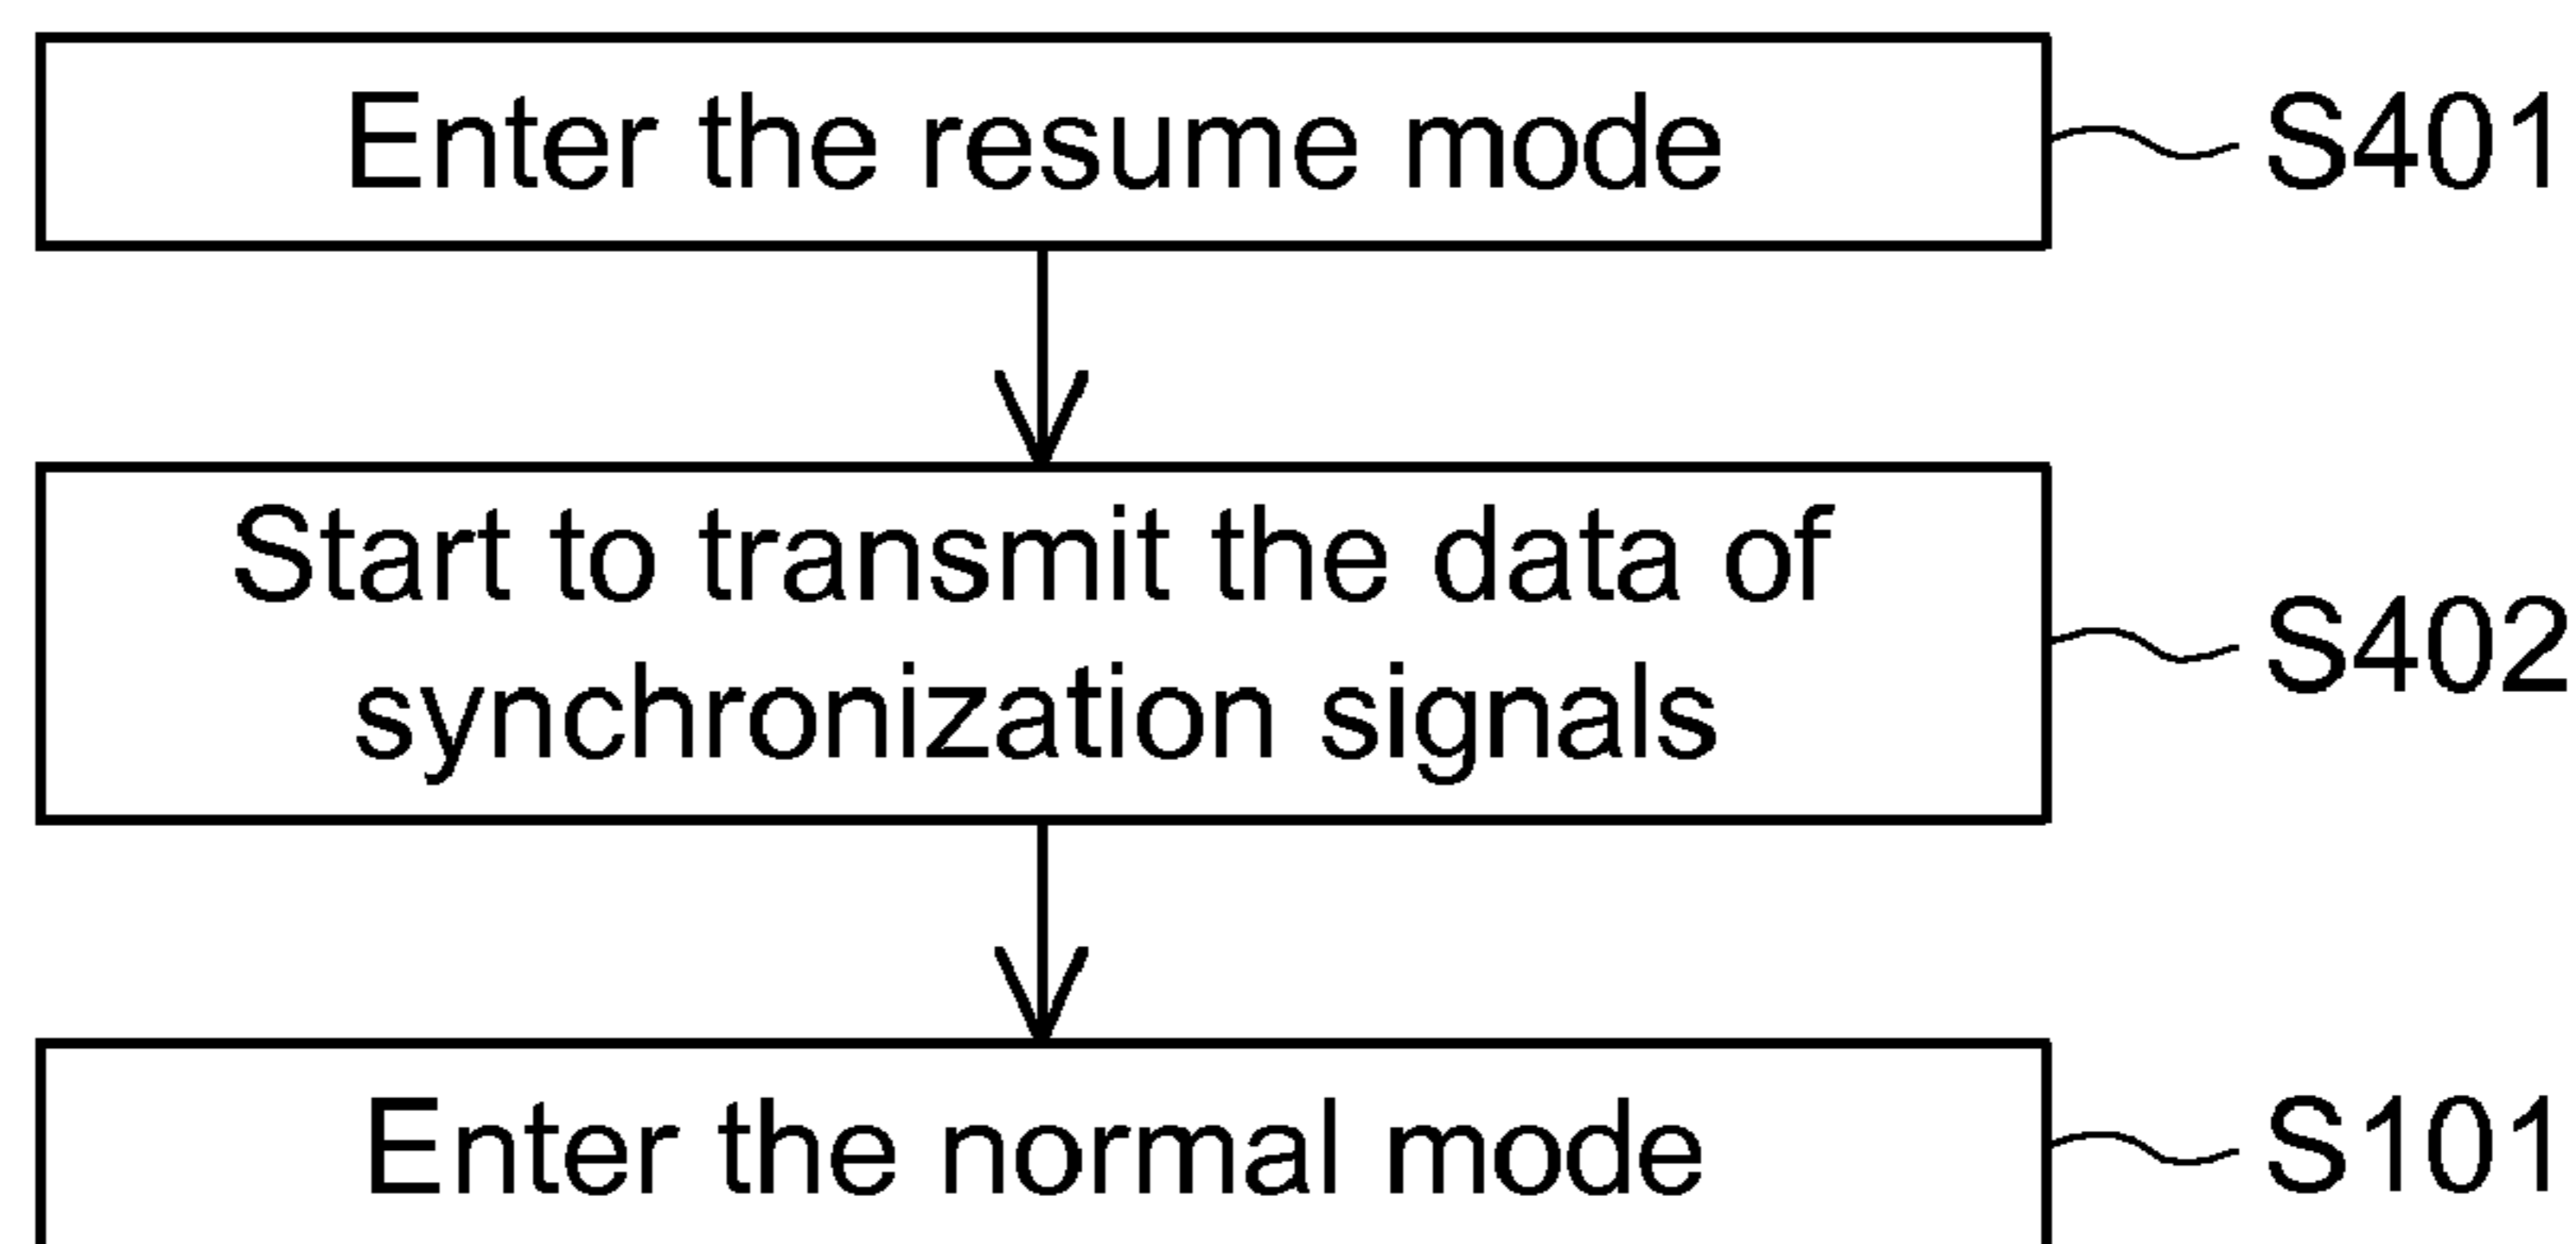 Enter the resume mode
S401
Start to transmit the data of
synchronization signals
S402
Enter the normal mode
S101